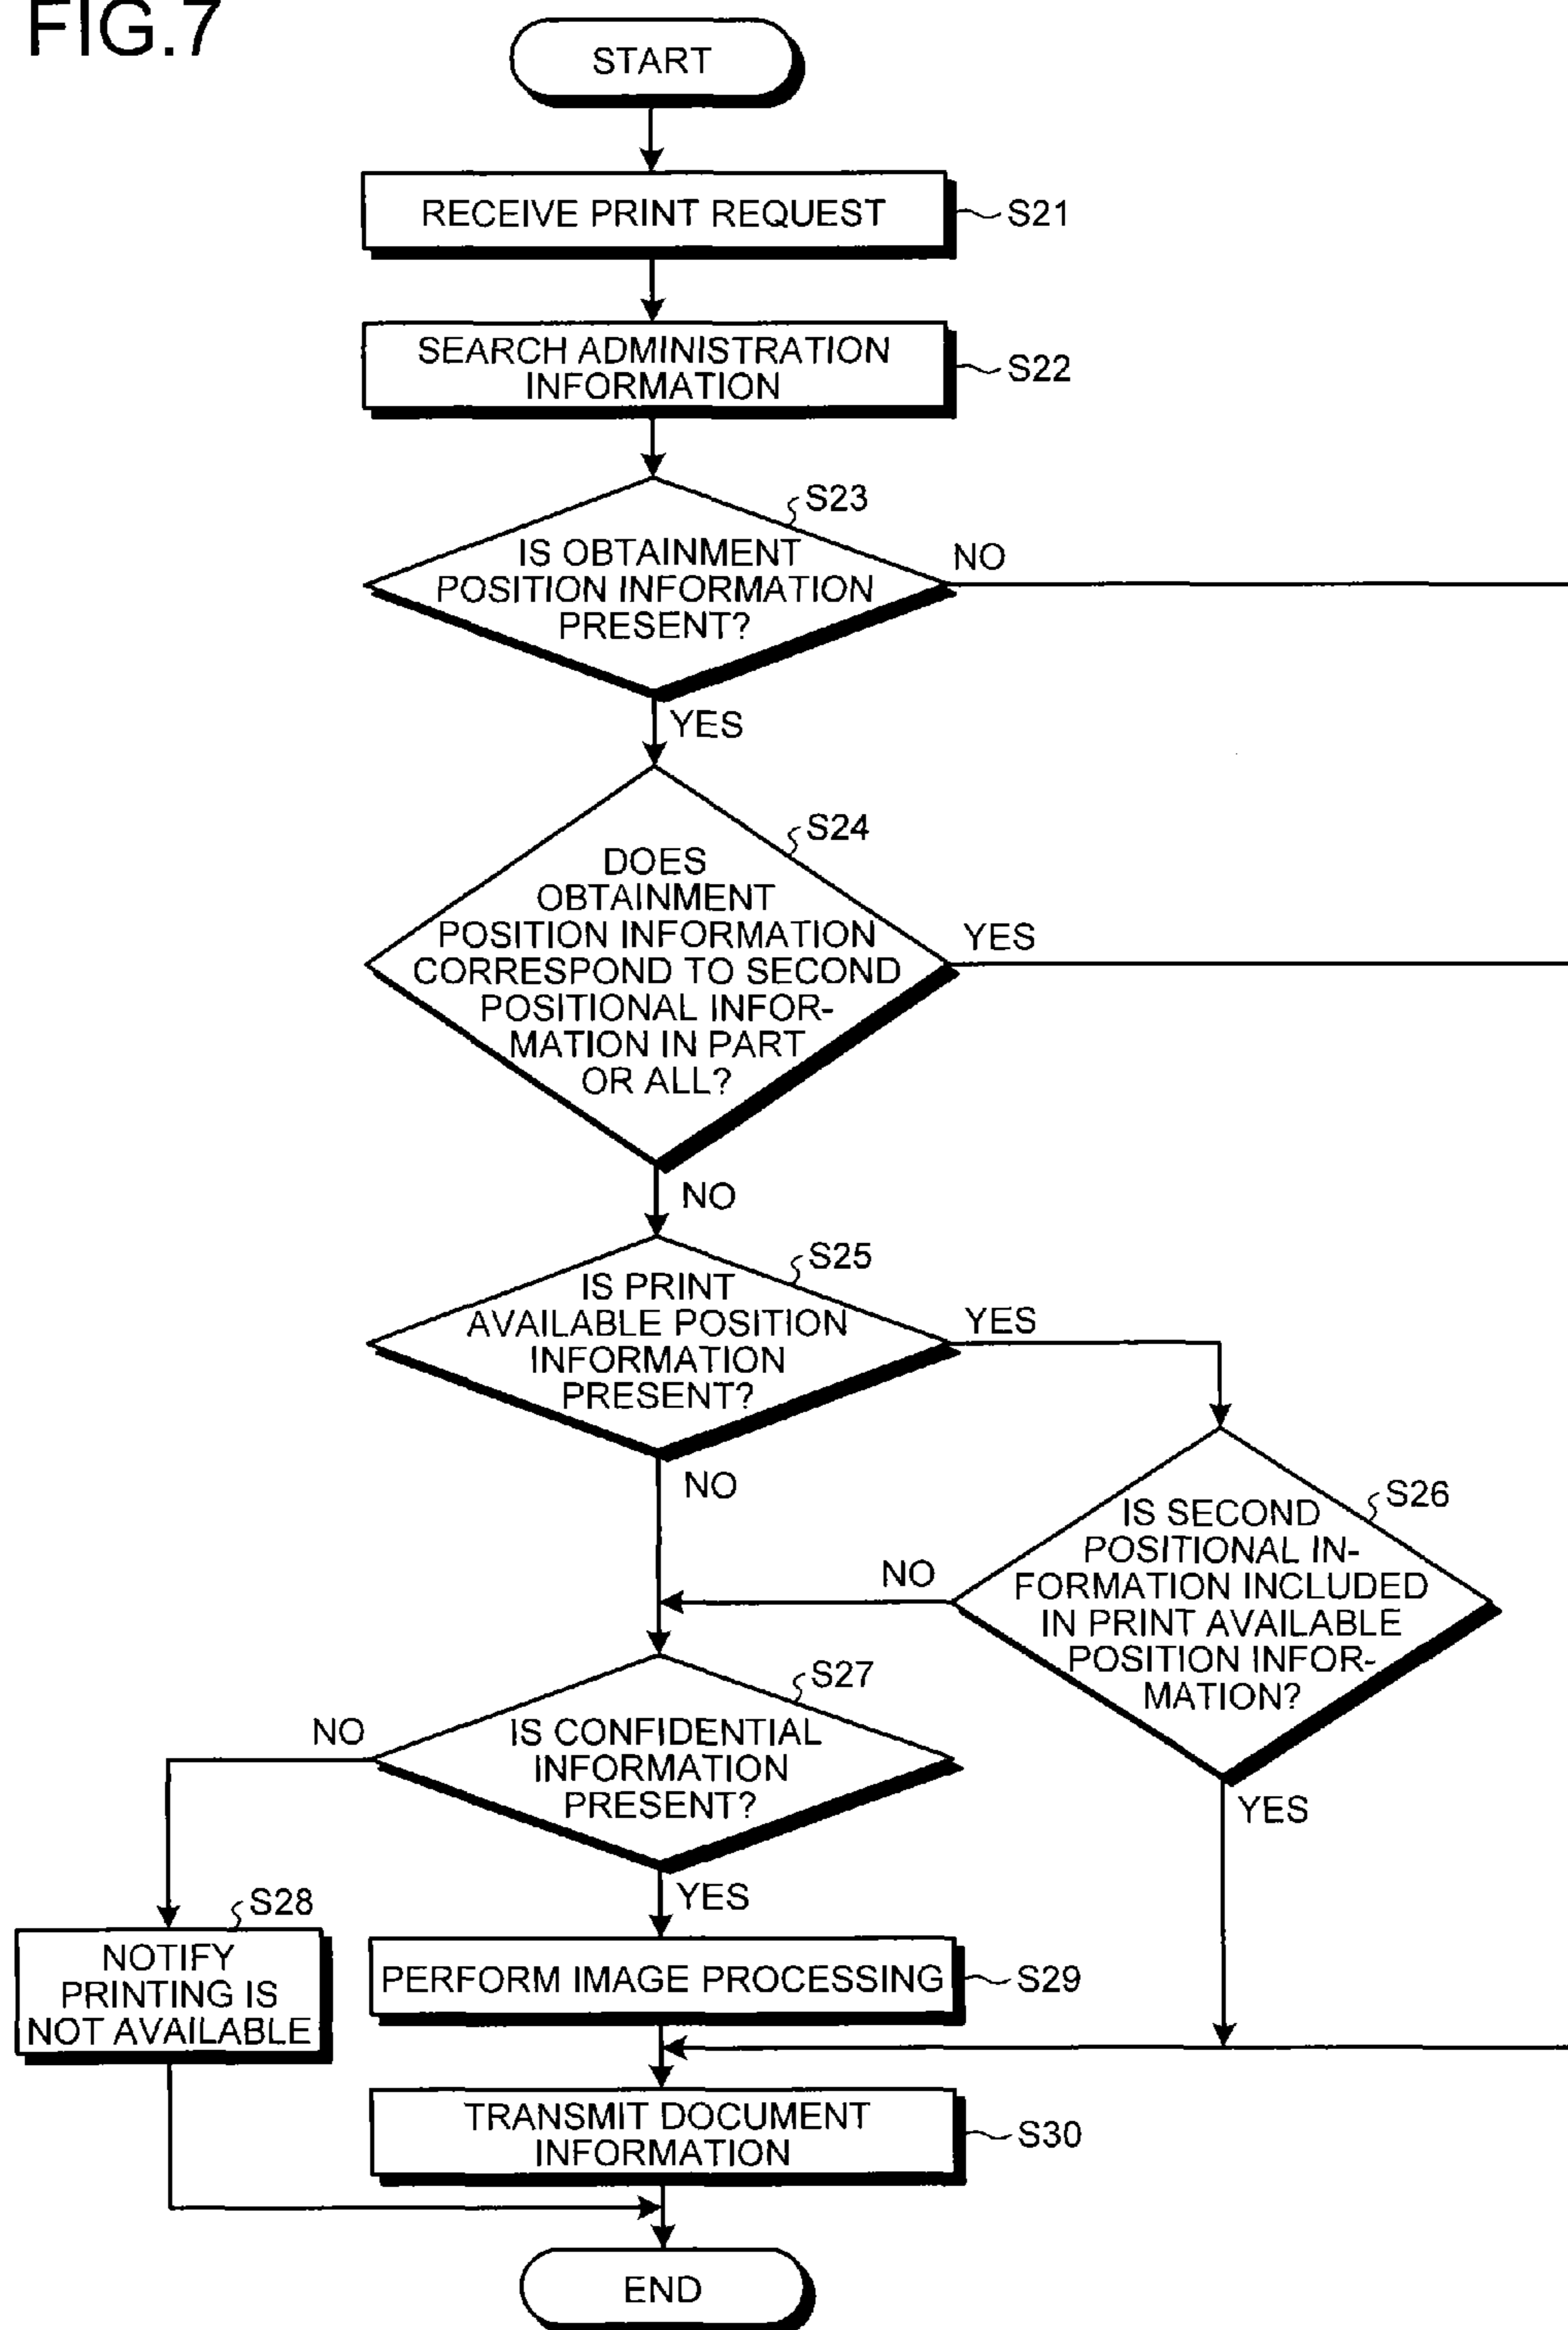 FIG.7
START
RECEIVE PRINT REQUEST
S21
SEARCH ADMINISTRATION
INFORMATION
S22
S23
IS OBTAINMENT
POSITION INFORMATION
PRESENT?
NO
YES
S24
DOES
OBTAINMENT
POSITION INFORMATION
CORRESPOND TO SECOND
POSITIONAL INFOR-
MATION IN PART
OR ALL?
YES
NO
S25
IS PRINT
AVAILABLE POSITION
INFORMATION
PRESENT?
YES
NO
S26
IS SECOND
POSITIONAL IN-
FORMATION INCLUDED
IN PRINT AVAILABLE
POSITION INFOR-
MATION?
NO
YES
S27
IS CONFIDENTIAL
INFORMATION
PRESENT?
NO
YES
S28
NOTIFY
PRINTING IS
NOT AVAILABLE
PERFORM IMAGE PROCESSING
S29
TRANSMIT DOCUMENT
INFORMATION
S30
END